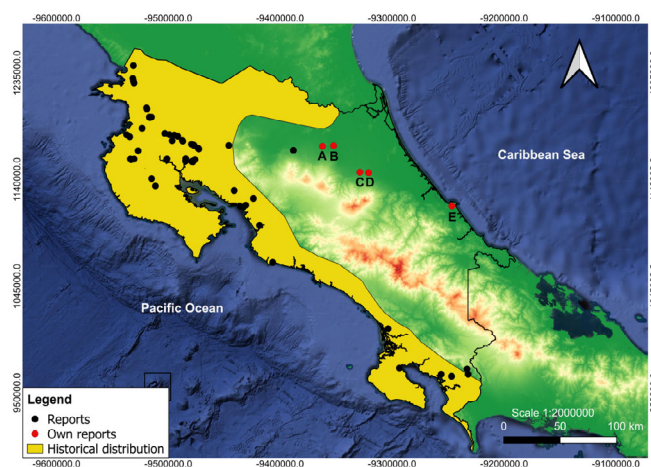 -9600000.0 -9500000.0 -9400000.0 -9300000.0 -9200000.0 -9100000.0
1235000.0
1140000.0
1045000.0
950000.0
A B
C D
E
Caribbean Sea
Pacific Ocean
Legend
Reports
Own reports
Historical distribution
Scale 1:2000000
0 50 100 km
-9600000.0 -9500000.0 -9400000.0 -9300000.0 -9200000.0 -9100000.0